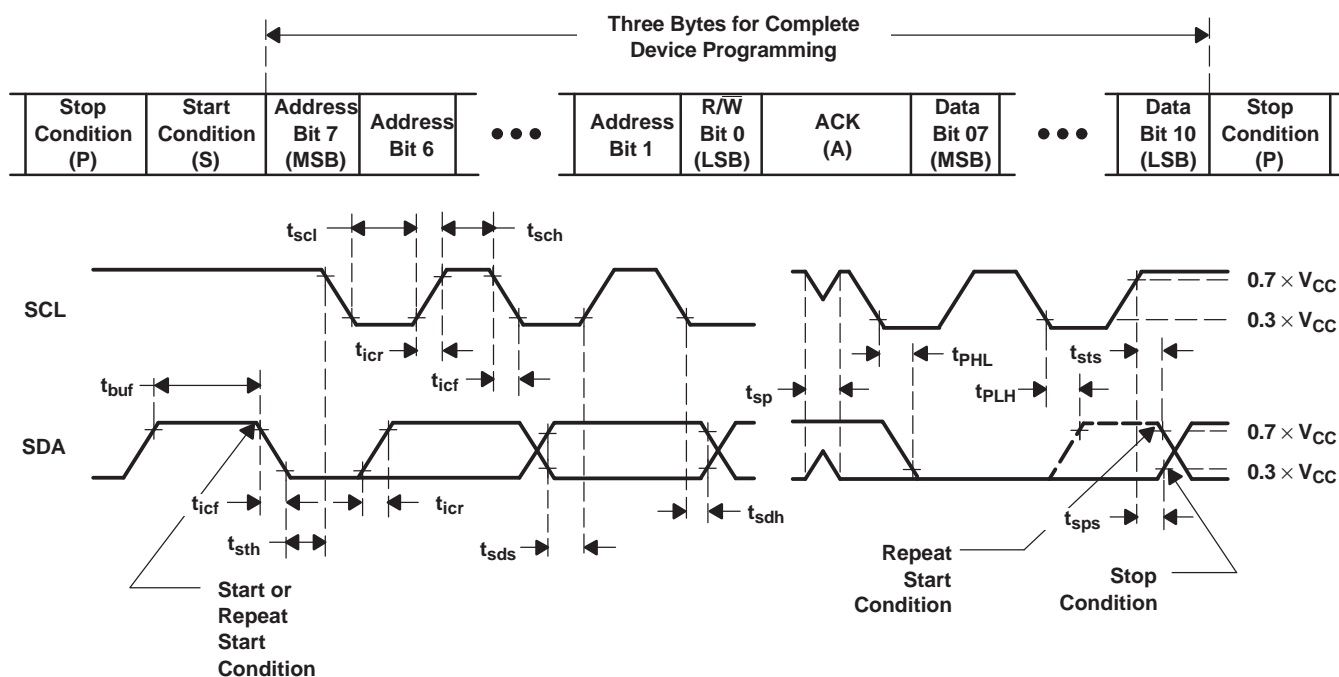 Three Bytes for Complete
Device Programming
Stop
Condition
(P)
Start
Condition
(S)
Address
Bit 7
(MSB)
Address
Bit 6
•••
Address
Bit 1
R/W̅
Bit 0
(LSB)
ACK
(A)
Data
Bit 07
(MSB)
•••
Data
Bit 10
(LSB)
Stop
Condition
(P)
tscl
tsch
SCL
0.7 × VCC
0.3 × VCC
ticr
tPHL
tsts
tbuf
ticf
tsp
tPLH
SDA
0.7 × VCC
0.3 × VCC
ticf
ticr
tsdh
tsps
tsth
tsds
Start or
Repeat
Start
Condition
Repeat
Start
Condition
Stop
Condition